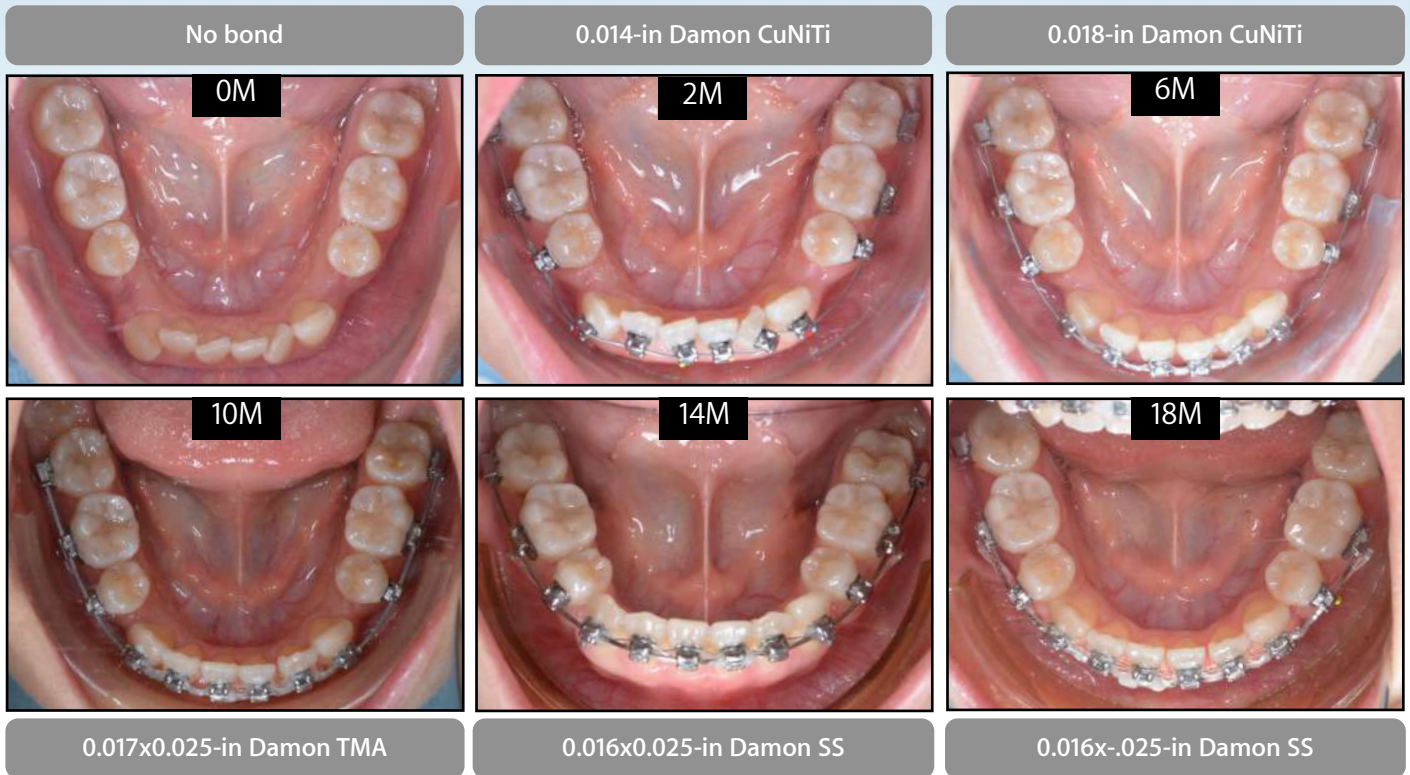 No bond
0.014-in Damon CuNiTi
0.018-in Damon CuNiTi
0M
2M
6M
10M
14M
18M
0.017x0.025-in Damon TMA
0.016x0.025-in Damon SS
0.016x-.025-in Damon SS